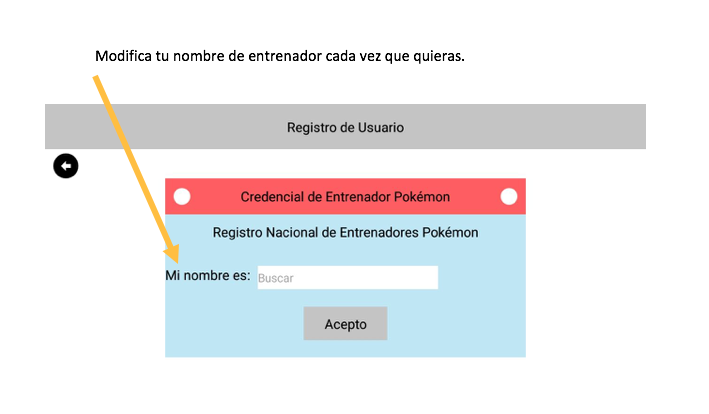 Modifica tu nombre de entrenador cada vez que quieras.
Registro de Usuario
Credencial de Entrenador Pokémon
Registro Nacional de Entrenadores Pokémon
Mi nombre es: Buscar
Acepto